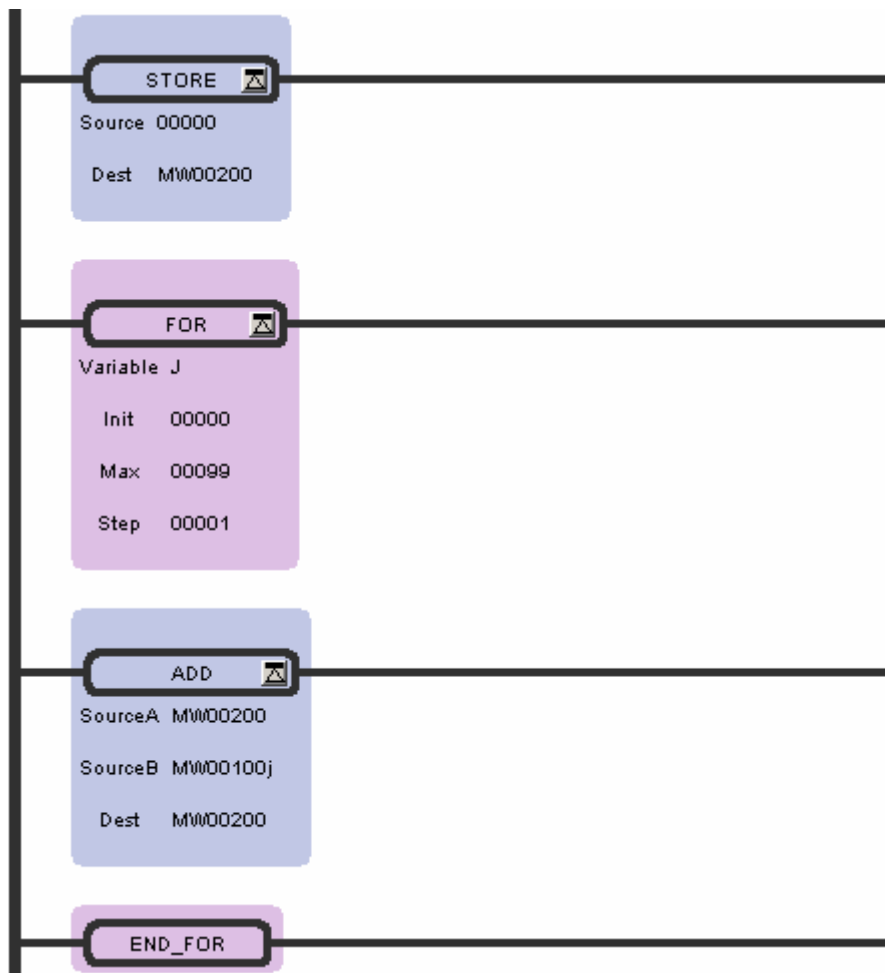 STORE
Source 00000
Dest MW00200
FOR
Variable J
Init 00000
Max 00099
Step 00001
ADD
SourceA MW00200
SourceB MW00100j
Dest MW00200
END_FOR